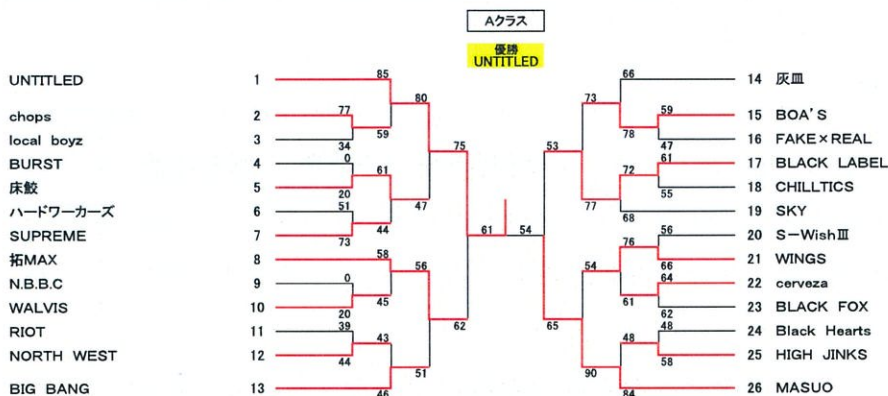 Aクラス
優勝
UNTITLED
UNTITLED 1 85
80
chops 2 77
59
local boyz 3 34
75
BURST 4 0
61
床鮫 5 20
47
ハードワーカーズ 6 51
44
SUPREME 7 73
61 54
拓MAX 8 58
56
N.B.B.C 9 0
45
WALVIS 10 20
62
RIOT 11 39
43
NORTH WEST 12 44
51
BIG BANG 13 46
66 14 灰皿
73
59 15 BOA'S
78
47 16 FAKE×REAL
53
61 17 BLACK LABEL
72
55 18 CHILLTICS
77
68 19 SKY
56 20 S－WishⅢ
76
66 21 WINGS
54
64 22 cerveza
61
62 23 BLACK FOX
65
48 24 Black Hearts
48
58 25 HIGH JINKS
90
84 26 MASUO